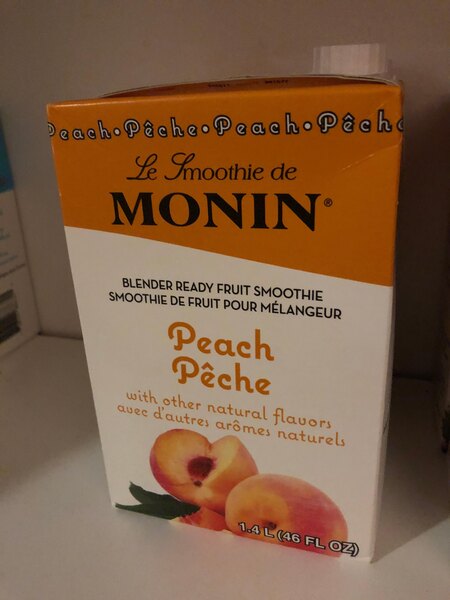 Peach • Pêche • Peach • Pêche
Le Smoothie de
MONIN®
BLENDER READY FRUIT SMOOTHIE
SMOOTHIE DE FRUIT POUR MÉLANGEUR
Peach
Pêche
with other natural flavors
avec d'autres arômes naturels
1.4 L (46 FL OZ)